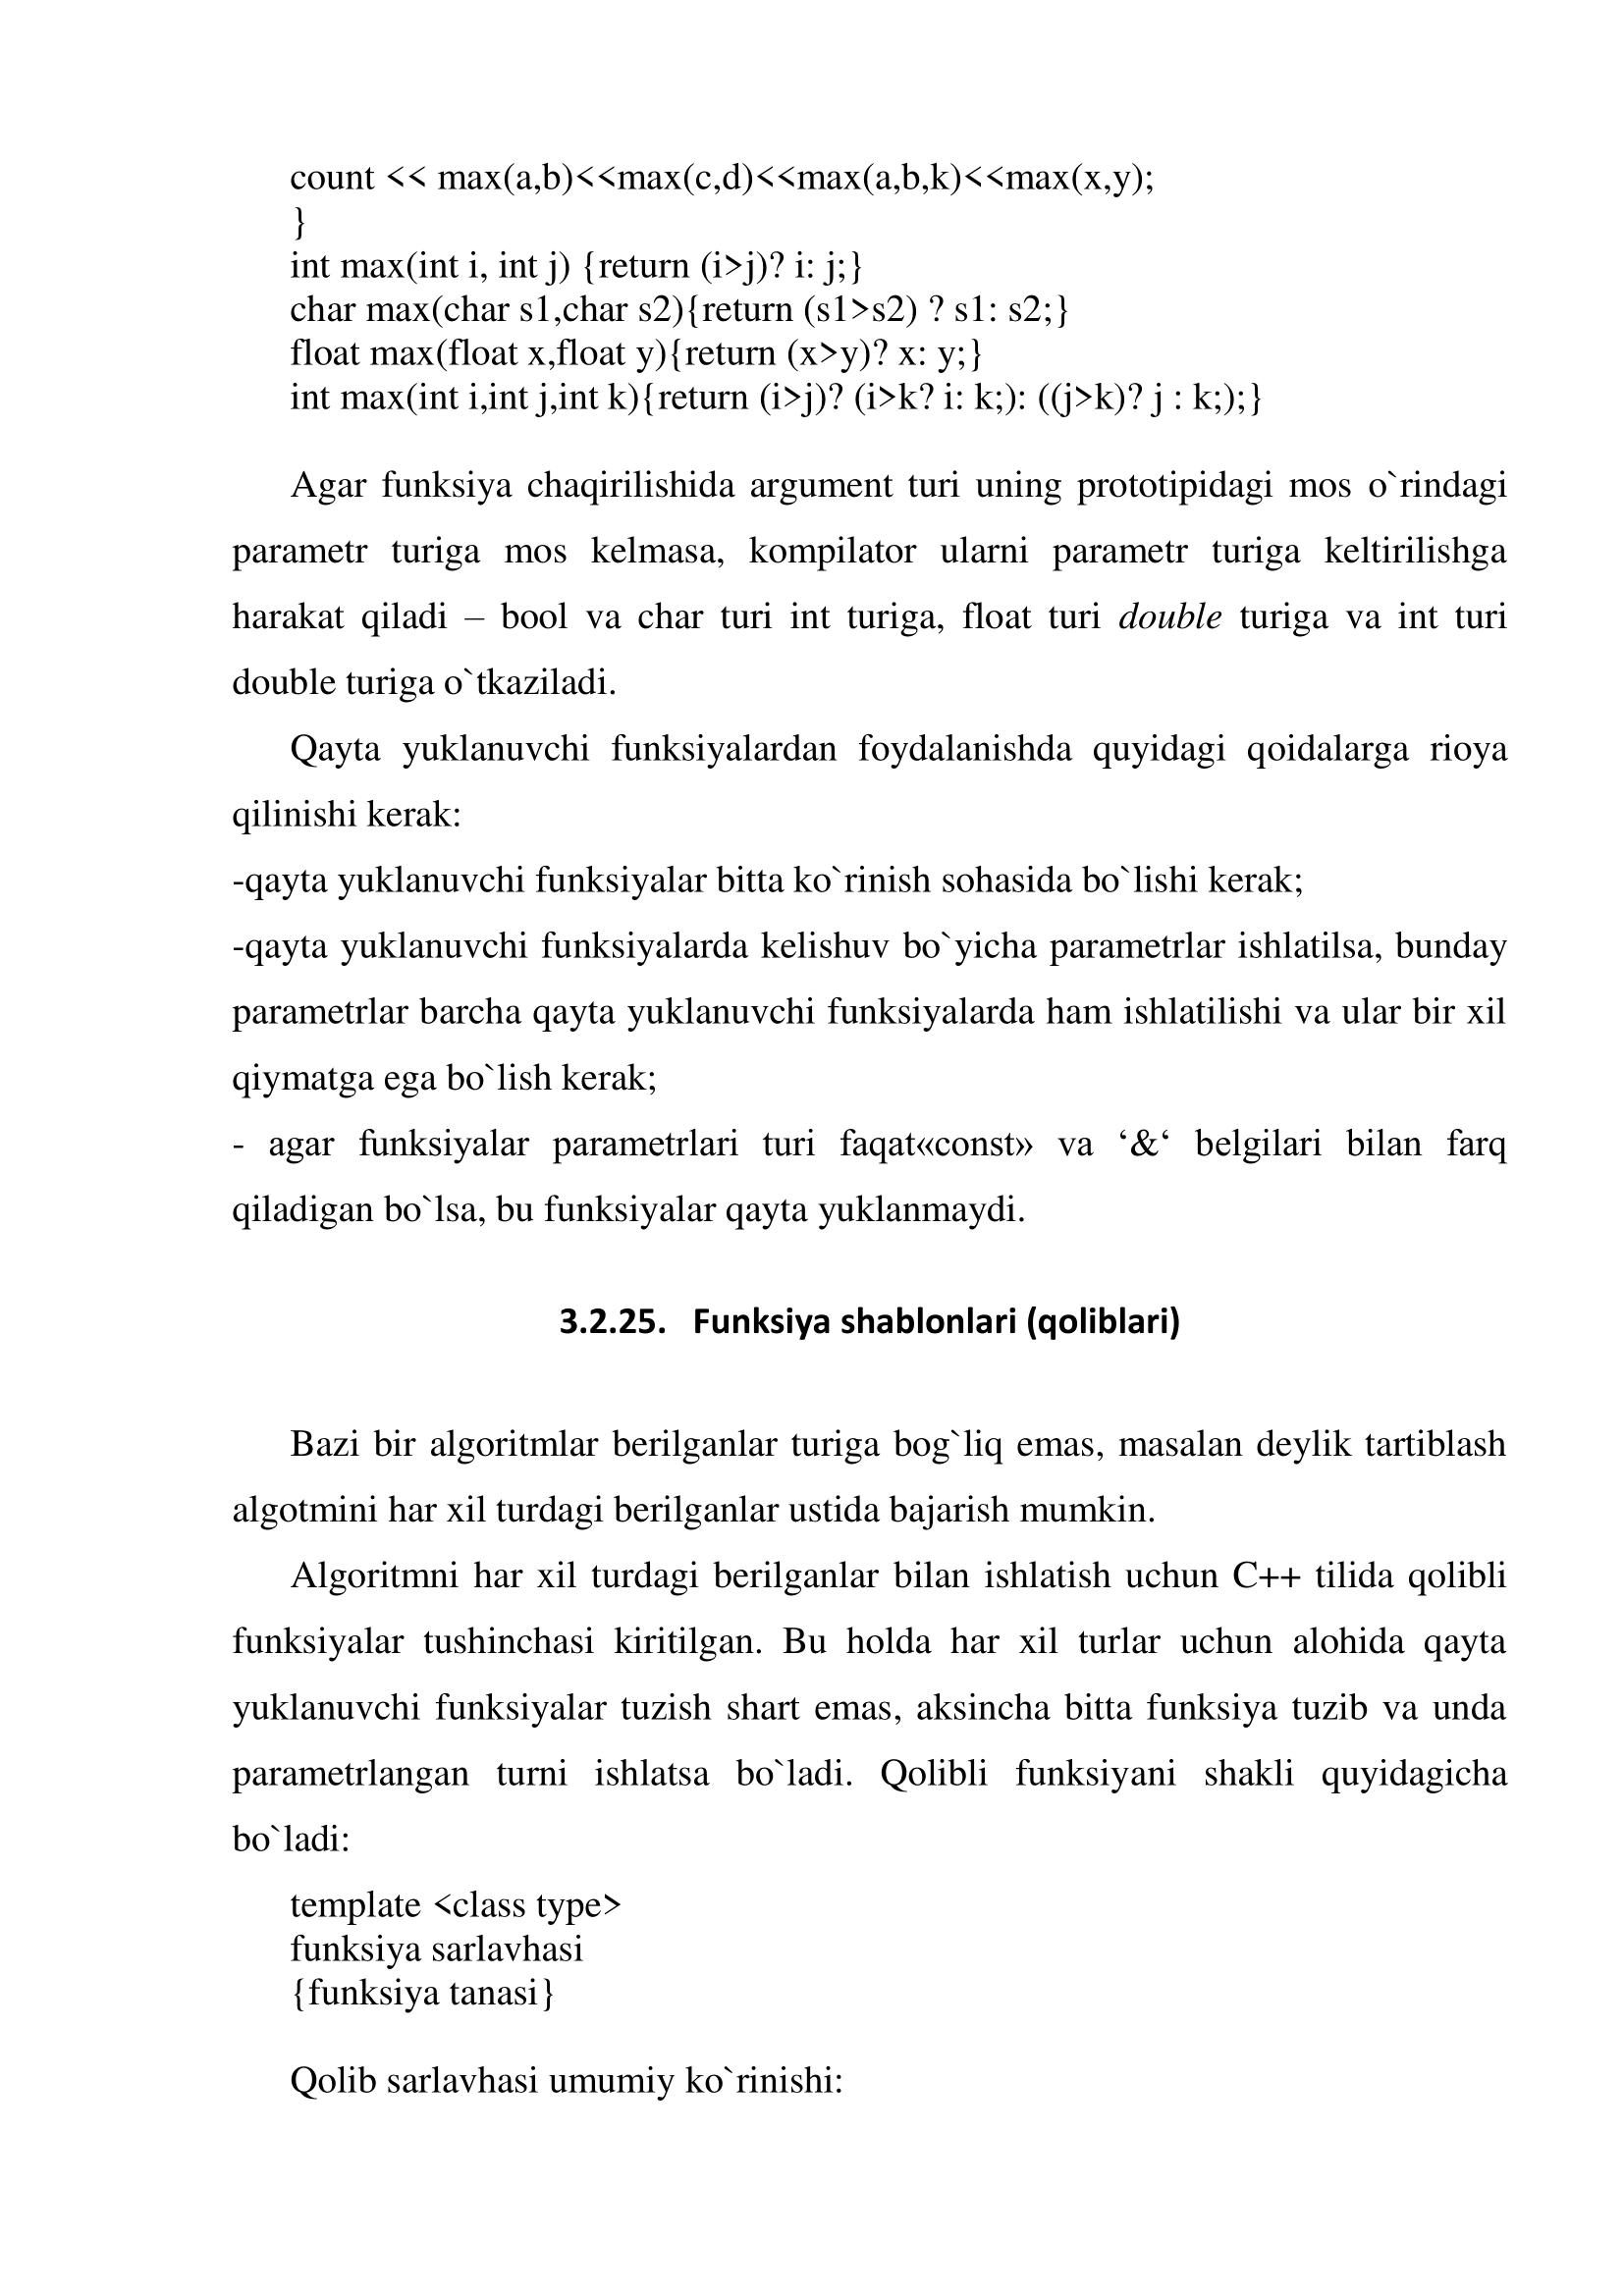 count << max(a,b)<<max(c,d)<<max(a,b,k)<<max(x,y);
}
int max(int i, int j) {return (i>j)? i: j;}
char max(char s1,char s2){return (s1>s2) ? s1: s2;}
float max(float x,float y){return (x>y)? x: y;}
int max(int i,int j,int k){return (i>j)? (i>k? i: k;): ((j>k)? j : k;);}
Agar funksiya chaqirilishida argument turi uning prototipidagi mos o`rindagi
parametr turiga mos kelmasa, kompilator ularni parametr turiga keltirilishga
harakat qiladi – bool va char turi int turiga, float turi double turiga va int turi
double turiga o`tkaziladi.
Qayta yuklanuvchi funksiyalardan foydalanishda quyidagi qoidalarga rioya
qilinishi kerak:
-qayta yuklanuvchi funksiyalar bitta ko`rinish sohasida bo`lishi kerak;
-qayta yuklanuvchi funksiyalarda kelishuv bo`yicha parametrlar ishlatilsa, bunday
parametrlar barcha qayta yuklanuvchi funksiyalarda ham ishlatilishi va ular bir xil
qiymatga ega bo`lish kerak;
- agar funksiyalar parametrlari turi faqat«const» va ‘&‘ belgilari bilan farq
qiladigan bo`lsa, bu funksiyalar qayta yuklanmaydi.
3.2.25. Funksiya shablonlari (qoliblari)
Bazi bir algoritmlar berilganlar turiga bog`liq emas, masalan deylik tartiblash
algotmini har xil turdagi berilganlar ustida bajarish mumkin.
Algoritmni har xil turdagi berilganlar bilan ishlatish uchun C++ tilida qolibli
funksiyalar tushinchasi kiritilgan. Bu holda har xil turlar uchun alohida qayta
yuklanuvchi funksiyalar tuzish shart emas, aksincha bitta funksiya tuzib va unda
parametrlangan turni ishlatsa bo`ladi. Qolibli funksiyani shakli quyidagicha
bo`ladi:
template <class type>
funksiya sarlavhasi
{funksiya tanasi}
Qolib sarlavhasi umumiy ko`rinishi: